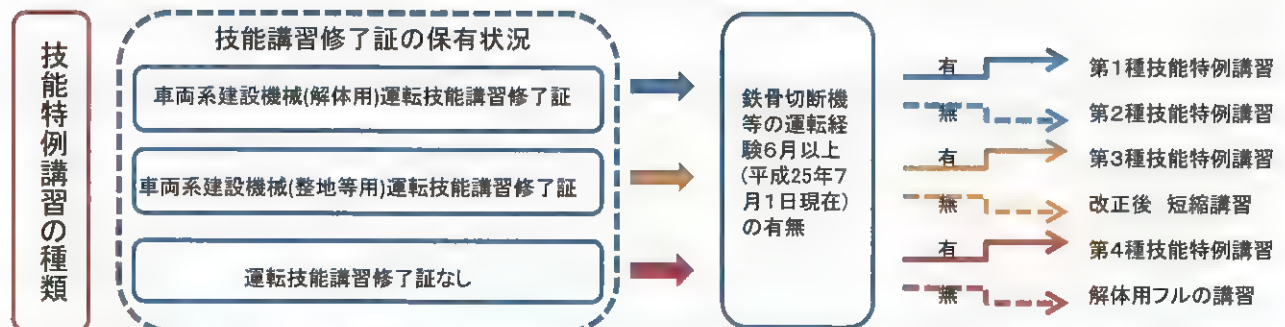 技能特例講習の種類
技能講習修了証の保有状況
車両系建設機械(解体用)運転技能講習修了証
車両系建設機械(整地等用)運転技能講習修了証
運転技能講習修了証なし
鉄骨切断機
等の運転経
験6月以上
(平成25年7
月1日現在)
の有無
有 第1種技能特例講習
無 第2種技能特例講習
有 第3種技能特例講習
無 改正後 短縮講習
有 第4種技能特例講習
無 解体用フルの講習